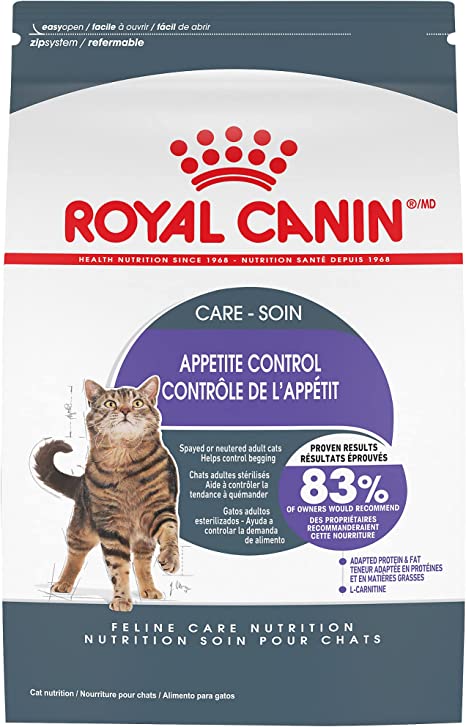 easyopen / facile à ouvrir / fácil de abrir
zipsystem / refermable
ROYAL CANIN ®/MD
HEALTH NUTRITION SINCE 1968 - NUTRITION SANTÉ DEPUIS 1968
CARE - SOIN
APPETITE CONTROL
CONTRÔLE DE L'APPÉTIT
Spayed or neutered adult cats
Helps control begging
Chats adultes stérilisés
Aide à contrôler la
tendance à quémander
Gatos adultos
esterilizados - Ayuda a
controlar la demanda
de alimento
PROVEN RESULTS
RÉSULTATS ÉPROUVÉS
83%
OF OWNERS WOULD RECOMMEND
DES PROPRIÉTAIRES
RECOMMANDERAIENT
CETTE NOURRITURE
• ADAPTED PROTEIN & FAT
TENEUR ADAPTÉE EN PROTÉINES
ET EN MATIÈRES GRASSES
• L-CARNITINE
FELINE CARE NUTRITION
NUTRITION SOIN POUR CHATS
Cat nutrition / Nourriture pour chats / Alimento para gatos